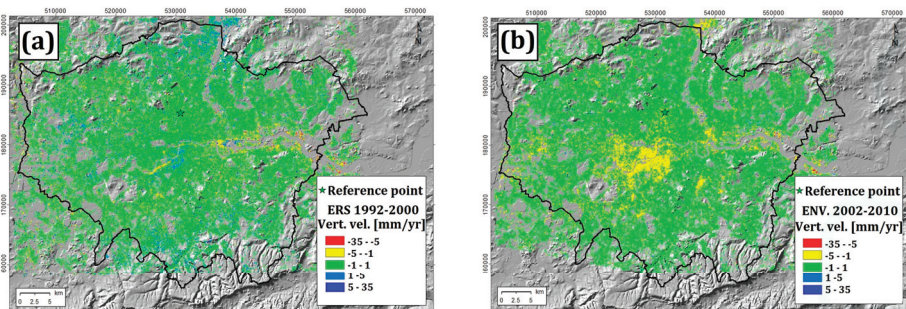 510000 520000 530000 540000 550000 560000 570000
(a)
N
200000
190000
180000
170000
160000
Reference point
ERS 1992-2000
Vert. vel. [mm/yr]
-35 - -5
-5 - -1
-1 - 1
1 - 5
5 - 35
0 2.5 5
km
510000 520000 530000 540000 550000 560000 570000
(b)
N
200000
190000
180000
170000
160000
Reference point
ENV. 2002-2010
Vert. vel. [mm/yr]
-35 - -5
-5 - -1
-1 - 1
1 - 5
5 - 35
0 2.5 5
km